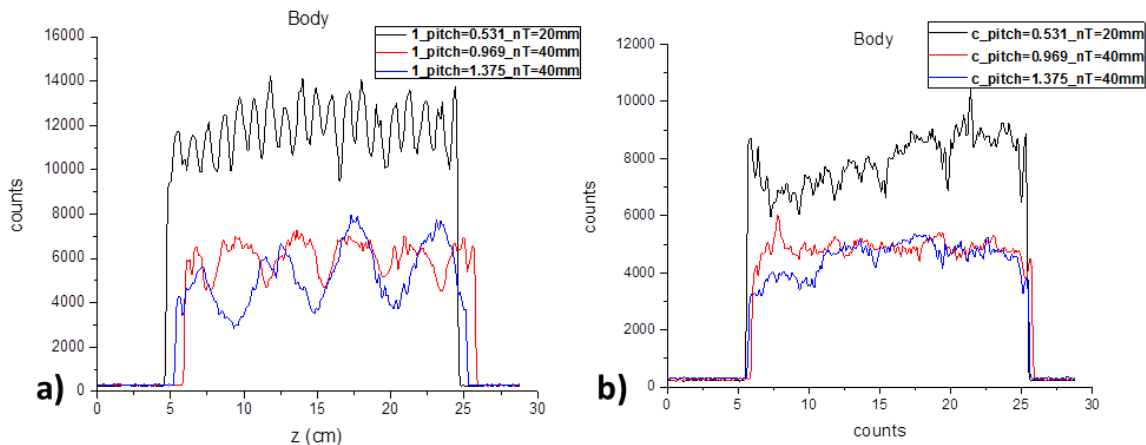 Body
1_pitch=0.531_nT=20mm
1_pitch=0.969_nT=40mm
1_pitch=1.375_nT=40mm
16000
14000
12000
10000
8000
6000
4000
2000
0
counts
0 5 10 15 20 25 30
z (cm)
a)
Body
c_pitch=0.531_nT=20mm
c_pitch=0.969_nT=40mm
c_pitch=1.375_nT=40mm
12000
10000
8000
6000
4000
2000
0
counts
0 5 10 15 20 25 30
counts
b)